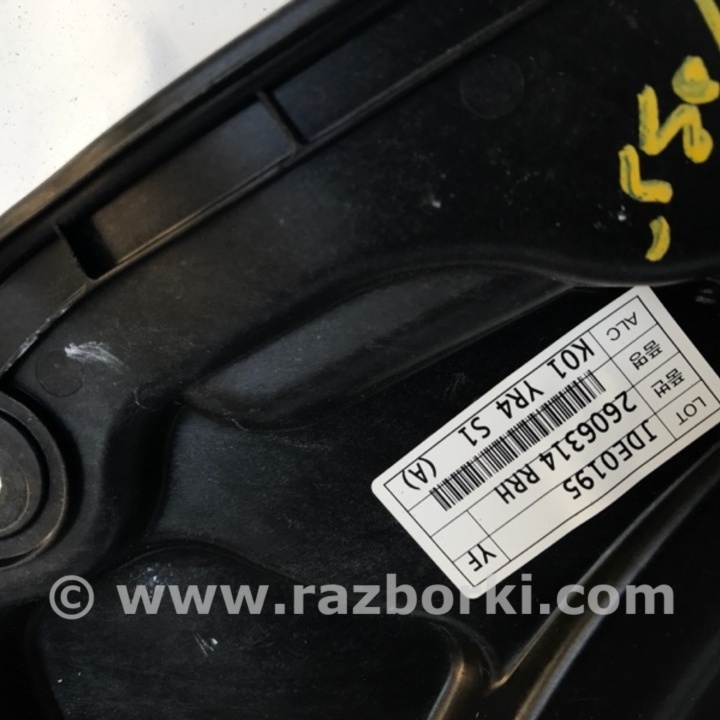 ALC K01 YR4 S1 (A)
품명
품번 2606314 RRH
LOT JDE0195 YF
© www.razborki.com